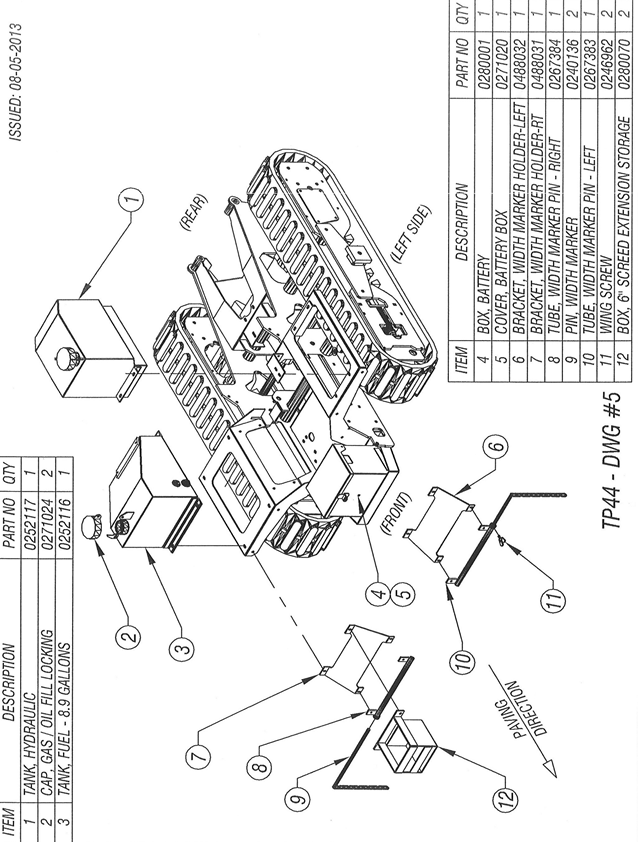 ISSUED: 08-05-2013
ITEM DESCRIPTION PART NO QTY
1 TANK, HYDRAULIC 0252117 1
2 CAP, GAS / OIL FILL LOCKING 0271024 2
3 TANK, FUEL - 8.9 GALLONS 0252116 1
1
2
3
(REAR)
(LEFT SIDE)
(FRONT)
4
5
6
7
8
9
10
11
12
PAVING
DIRECTION
ITEM DESCRIPTION PART NO QTY
4 BOX, BATTERY 0280001 1
5 COVER, BATTERY BOX 0271020 1
6 BRACKET, WIDTH MARKER HOLDER-LEFT 0488032 1
7 BRACKET, WIDTH MARKER HOLDER-RT 0488031 1
8 TUBE, WIDTH MARKER PIN - RIGHT 0267384 1
9 PIN, WIDTH MARKER 0240136 2
10 TUBE, WIDTH MARKER PIN - LEFT 0267383 1
11 WING SCREW 0246962 2
12 BOX, 6" SCREED EXTENSION STORAGE 0280070 2
TP44 - DWG #5